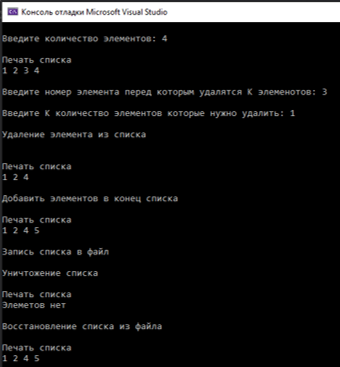 Консоль отладки Microsoft Visual Studio
Введите количество элементов: 4
Печать списка
1 2 3 4
Введите номер элемента перед которым удалятся К элеменотов: 3
Введите К количество элементов которые нужно удалить: 1
Удаление элемента из списка
Печать списка
1 2 4
Добавить элементов в конец списка
Печать списка
1 2 4 5
Запись списка в файл
Уничтожение списка
Печать списка
Элеметов нет
Восстановление списка из файла
Печать списка
1 2 4 5